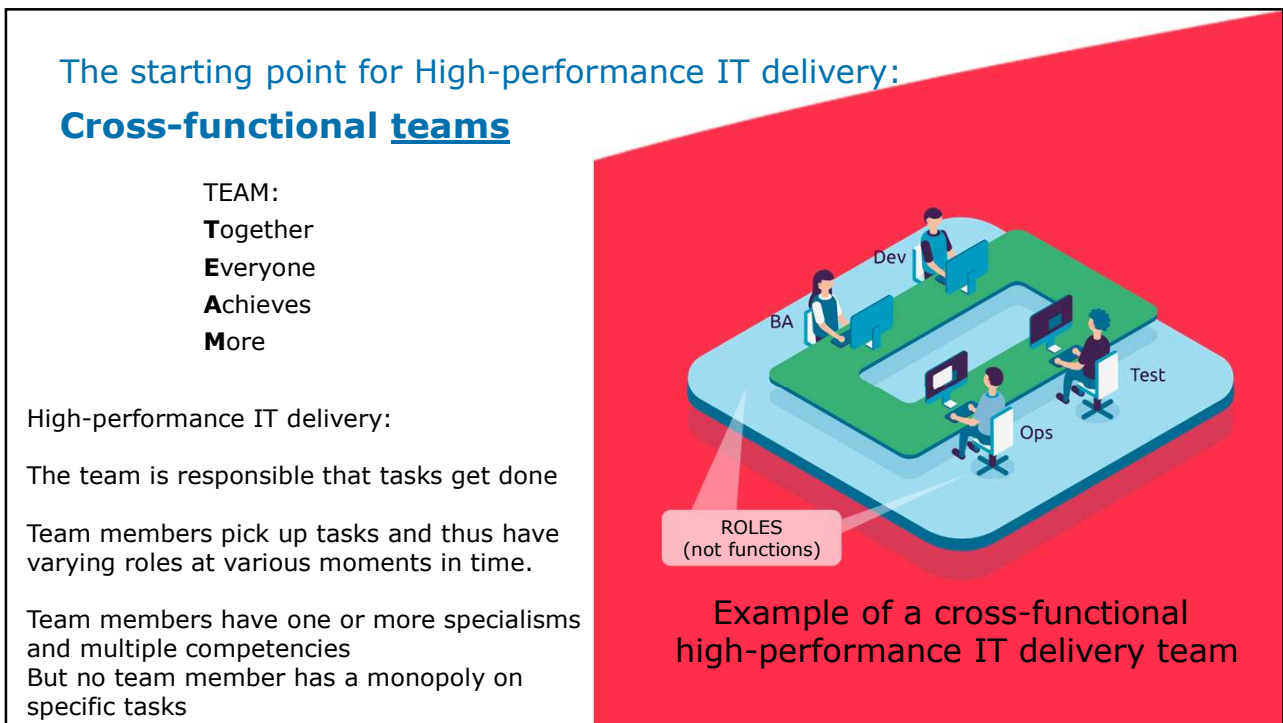 The starting point for High-performance IT delivery:
Cross-functional teams
TEAM:
Together
Everyone
Achieves
More
High-performance IT delivery:
The team is responsible that tasks get done
Team members pick up tasks and thus have
varying roles at various moments in time.
Team members have one or more specialisms
and multiple competencies
But no team member has a monopoly on
specific tasks
Dev
BA
Test
Ops
ROLES
(not functions)
Example of a cross-functional
high-performance IT delivery team